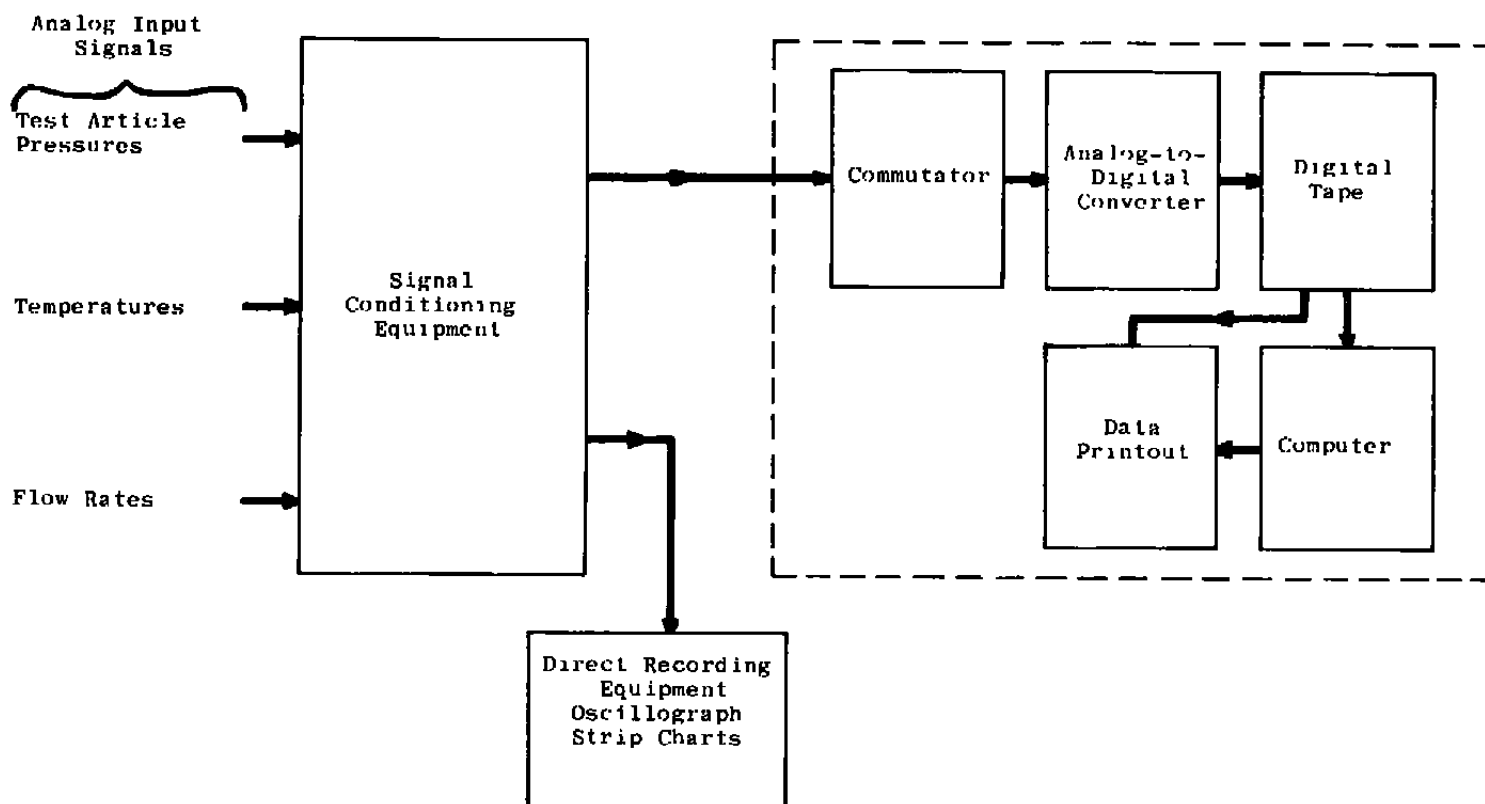 Analog Input
Signals
Test Article
Pressures
Temperatures
Flow Rates
Signal
Conditioning
Equipment
Commutator
Analog-to-
Digital
Converter
Digital
Tape
Data
Printout
Computer
Direct Recording
Equipment
Oscillograph
Strip Charts